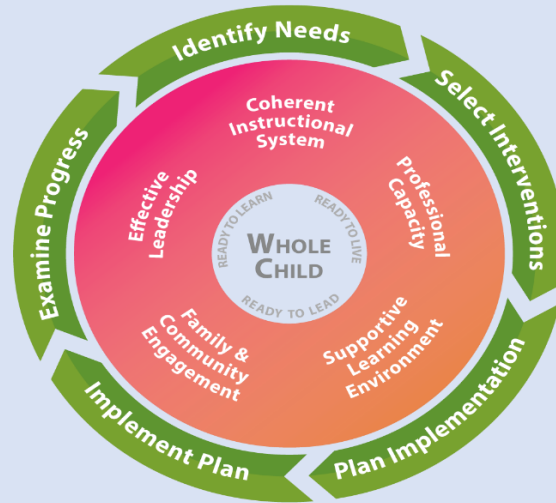 Identify Needs
Select Interventions
Plan Implementation
Implement Plan
Examine Progress
Coherent
Instructional
System
Professional
Capacity
Supportive
Learning
Environment
Family &
Community
Engagement
Effective
Leadership
READY TO LEARN
READY TO LIVE
READY TO LEAD
WHOLE
CHILD